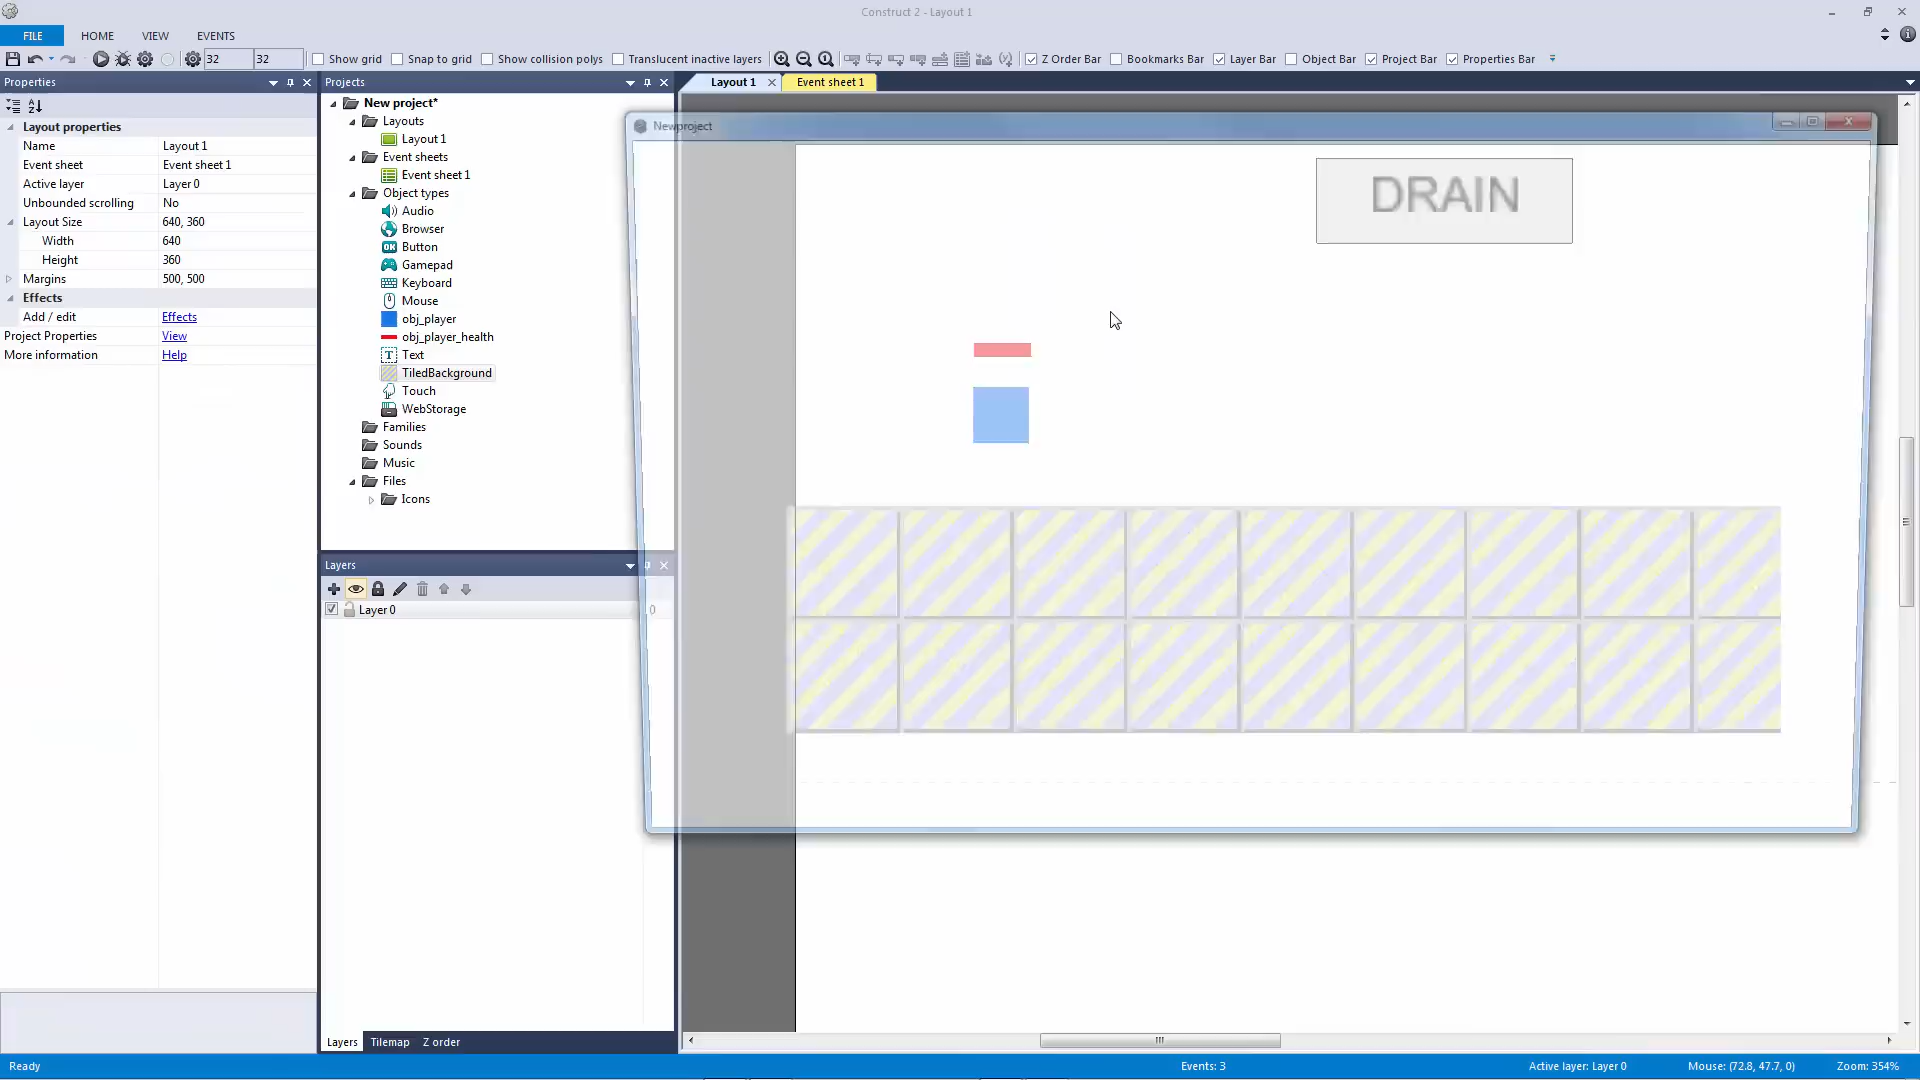 Construct 2 - Layout 1
FILE
HOME
VIEW
EVENTS
32
32
Show grid
Snap to grid
Show collision polys
Translucent inactive layers
Z Order Bar
Bookmarks Bar
Layer Bar
Object Bar
Project Bar
Properties Bar
Properties
Layout properties
Name Layout 1
Event sheet Event sheet 1
Active layer Layer 0
Unbounded scrolling No
Layout Size 640, 360
Width 640
Height 360
Margins 500, 500
Effects
Add / edit Effects
Project Properties View
More information Help
Projects
New project*
Layouts
Layout 1
Event sheets
Event sheet 1
Object types
Audio
Browser
OK Button
Gamepad
Keyboard
Mouse
obj_player
obj_player_health
T Text
TiledBackground
Touch
WebStorage
Families
Sounds
Music
Files
Icons
Layers
Layer 0 0
Layers
Tilemap
Z order
Layout 1
Event sheet 1
Newproject
DRAIN
Ready
Events: 3
Active layer: Layer 0
Mouse: (72.8, 47.7, 0)
Zoom: 354%